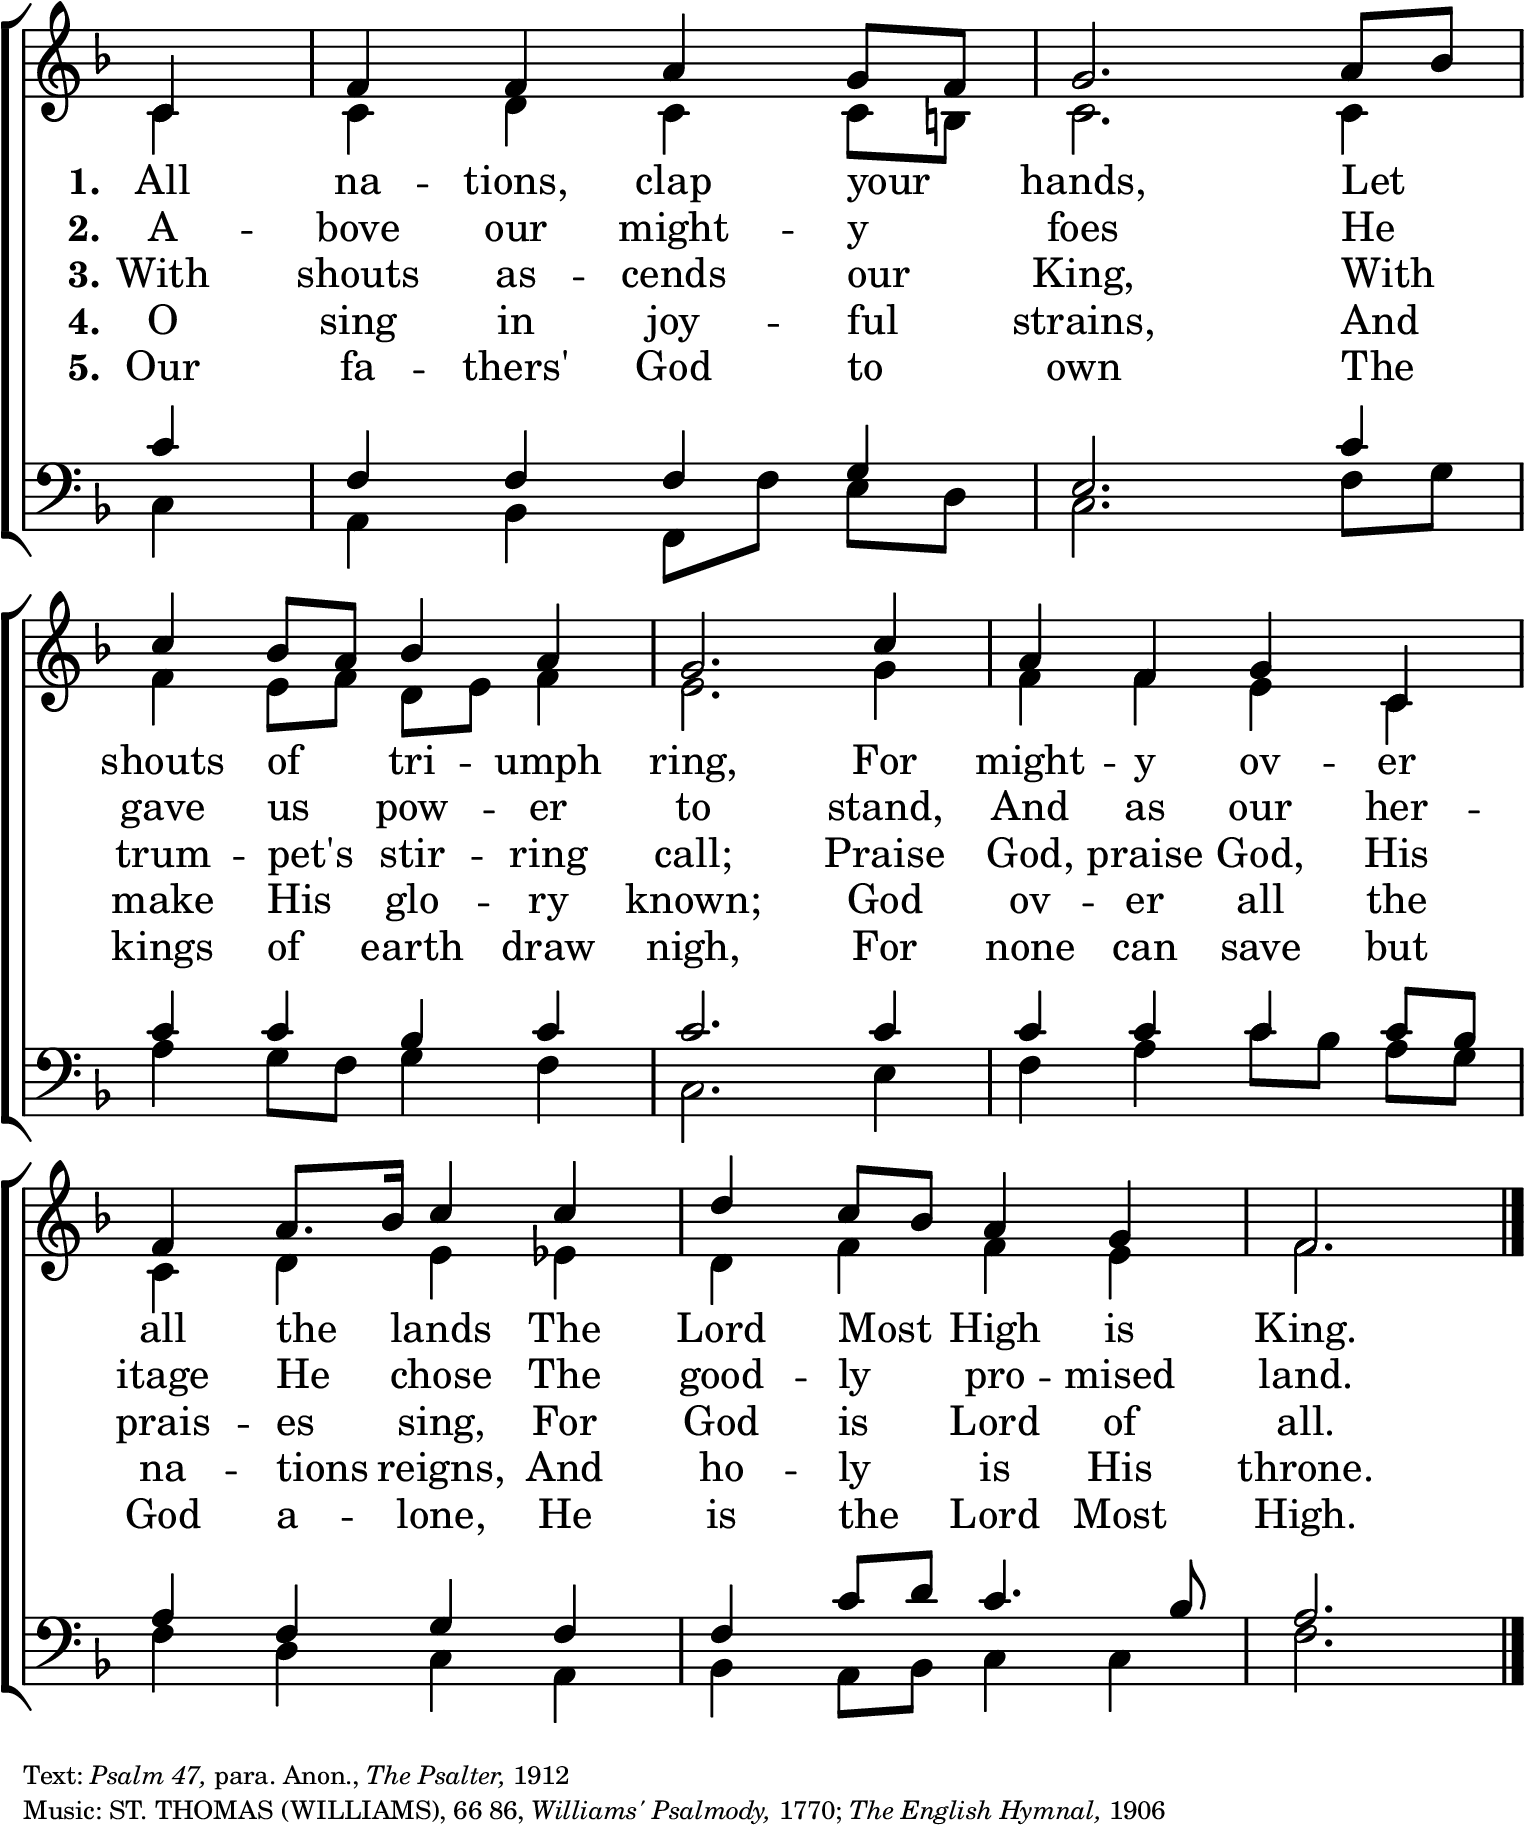 1. All na - tions, clap your hands, Let
2. A - bove our might - y foes He
3. With shouts as - cends our King, With
4. O sing in joy - ful strains, And
5. Our fa - thers' God to own The
shouts of tri - umph ring, For might - y ov - er
gave us pow - er to stand, And as our her -
trum - pet's stir - ring call; Praise God, praise God, His
make His glo - ry known; God ov - er all the
kings of earth draw nigh, For none can save but
all the lands The Lord Most High is King.
itage He chose The good - ly pro - mised land.
prais - es sing, For God is Lord of all.
na - tions reigns, And ho - ly is His throne.
God a - lone, He is the Lord Most High.
Text: Psalm 47, para. Anon., The Psalter, 1912
Music: ST. THOMAS (WILLIAMS), 66 86, Williams' Psalmody, 1770; The English Hymnal, 1906